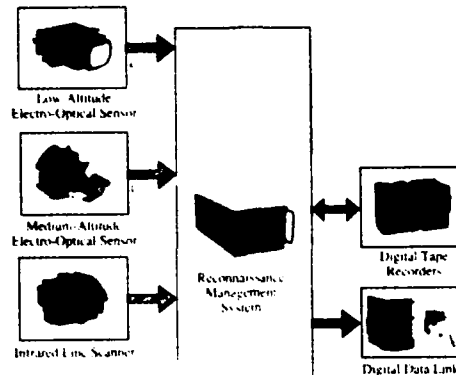 Low-Altitude
Electro-Optical Sensor
Medium-Altitude
Electro-Optical Sensor
Infrared Line Scanner
Reconnaissance
Management
System
Digital Tape
Recorders
Digital Data Link